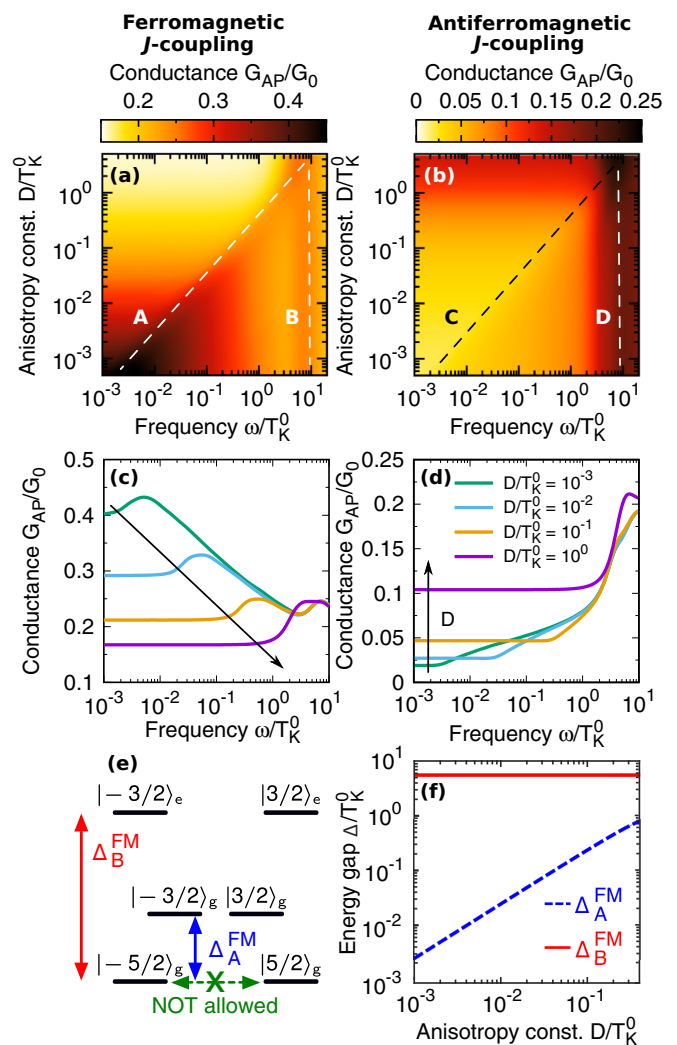 Ferromagnetic
J-coupling
Conductance G_AP/G_0
0.2 0.3 0.4
Anisotropy const. D/T_K^0
10^0
10^-1
10^-2
10^-3
(a)
A
B
10^-3 10^-2 10^-1 10^0 10^1
Frequency ω/T_K^0
Antiferromagnetic
J-coupling
Conductance G_AP/G_0
0 0.05 0.1 0.15 0.2 0.25
Anisotropy const. D/T_K^0
10^0
10^-1
10^-2
10^-3
(b)
C
D
10^-3 10^-2 10^-1 10^0 10^1
Frequency ω/T_K^0
(c)
Conductance G_AP/G_0
0.5
0.4
0.3
0.2
0.1
10^-3 10^-2 10^-1 10^0 10^1
Frequency ω/T_K^0
(d)
Conductance G_AP/G_0
0.25
0.2
0.15
0.1
0.05
0
D/T_K^0 = 10^-3
D/T_K^0 = 10^-2
D/T_K^0 = 10^-1
D/T_K^0 = 10^0
D
10^-3 10^-2 10^-1 10^0 10^1
Frequency ω/T_K^0
(e)
|−3/2⟩_e |3/2⟩_e
Δ_B^FM
|−3/2⟩_g |3/2⟩_g
Δ_A^FM
|−5/2⟩_g |5/2⟩_g
NOT allowed
(f)
Energy gap Δ/T_K^0
10^1
10^0
10^-1
10^-2
10^-3
Δ_A^FM
Δ_B^FM
10^-3 10^-2 10^-1
Anisotropy const. D/T_K^0